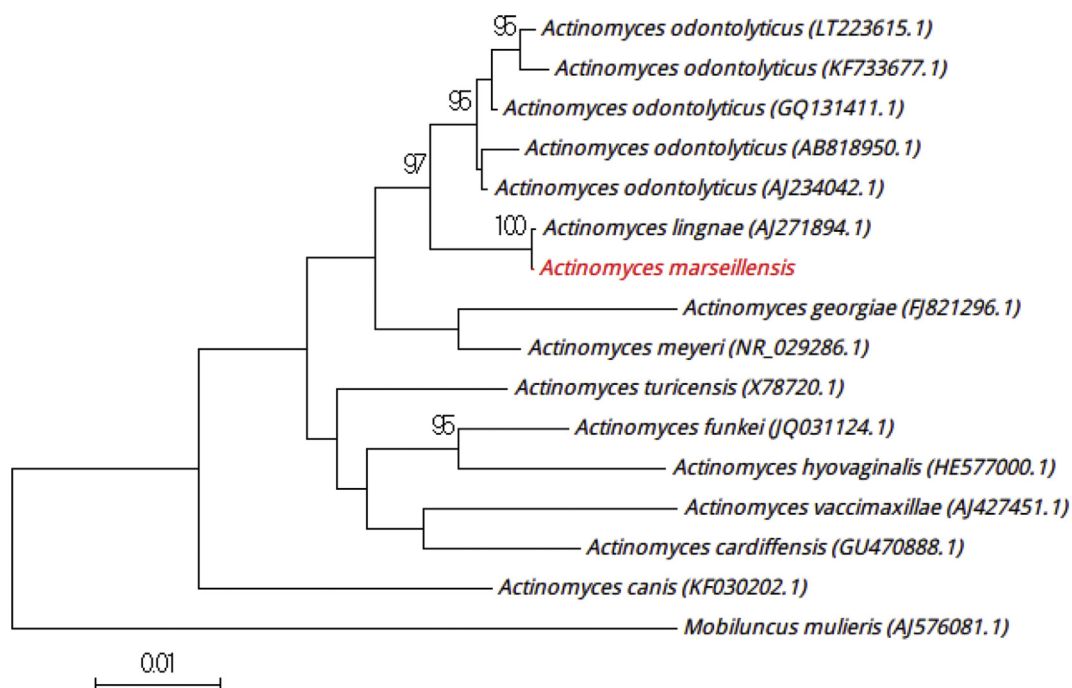 95
Actinomyces odontolyticus (LT223615.1)
Actinomyces odontolyticus (KF733677.1)
95
Actinomyces odontolyticus (GQ131411.1)
Actinomyces odontolyticus (AB818950.1)
97
Actinomyces odontolyticus (AJ234042.1)
100
Actinomyces lingnae (AJ271894.1)
Actinomyces marseillensis
Actinomyces georgiae (FJ821296.1)
Actinomyces meyeri (NR_029286.1)
Actinomyces turicensis (X78720.1)
95
Actinomyces funkei (JQ031124.1)
Actinomyces hyovaginalis (HE577000.1)
Actinomyces vaccimaxillae (AJ427451.1)
Actinomyces cardiffensis (GU470888.1)
Actinomyces canis (KF030202.1)
Mobiluncus mulieris (AJ576081.1)
0.01